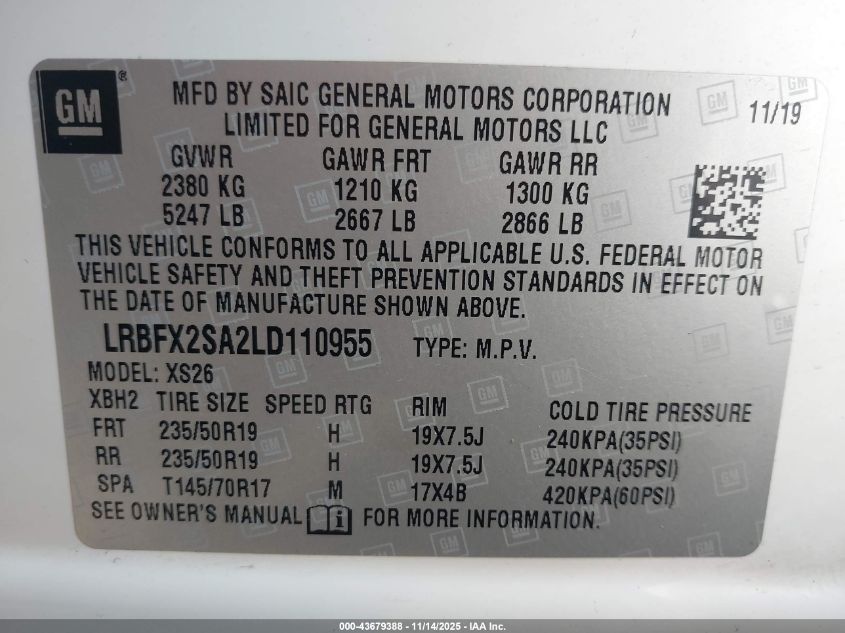 GM ®
MFD BY SAIC GENERAL MOTORS CORPORATION 11/19
LIMITED FOR GENERAL MOTORS LLC
GVWR GAWR FRT GAWR RR
2380 KG 1210 KG 1300 KG
5247 LB 2667 LB 2866 LB
THIS VEHICLE CONFORMS TO ALL APPLICABLE U.S. FEDERAL MOTOR
VEHICLE SAFETY AND THEFT PREVENTION STANDARDS IN EFFECT ON
THE DATE OF MANUFACTURE SHOWN ABOVE.
LRBFX2SA2LD110955 TYPE: M.P.V.
MODEL: XS26
XBH2 TIRE SIZE SPEED RTG RIM COLD TIRE PRESSURE
FRT 235/50R19 H 19X7.5J 240KPA(35PSI)
RR 235/50R19 H 19X7.5J 240KPA(35PSI)
SPA T145/70R17 M 17X4B 420KPA(60PSI)
SEE OWNER'S MANUAL FOR MORE INFORMATION.
000-43679388 - 11/14/2025 - IAA Inc.